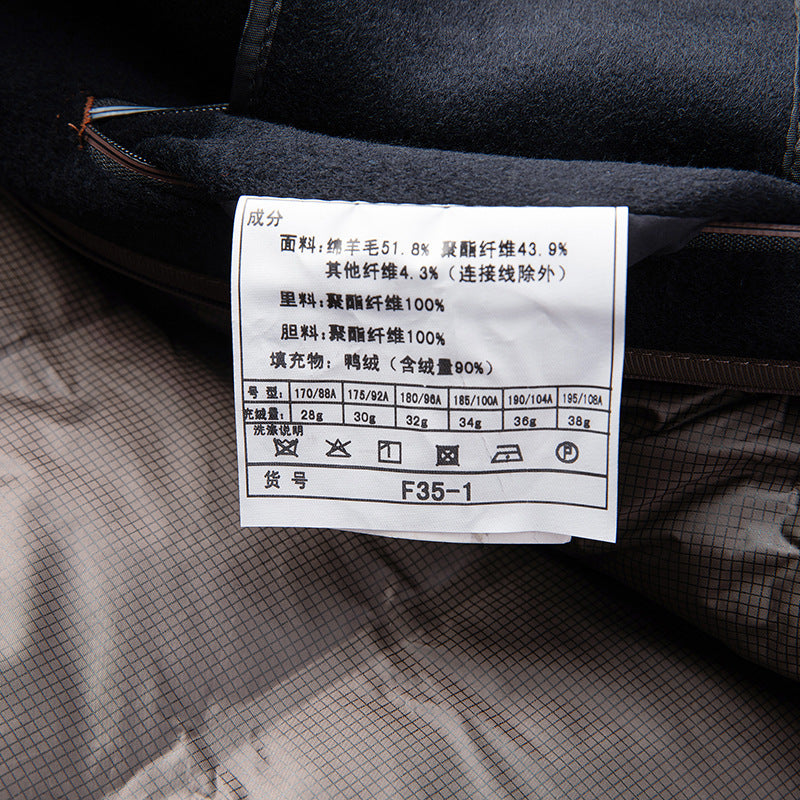 成分
面料:绵羊毛51.8% 聚酯纤维43.9%
其他纤维4.3%(连接线除外)
里料:聚酯纤维100%
胆料:聚酯纤维100%
填充物:鸭绒(含绒量90%)
号型: 170/88A 175/92A 180/96A 185/100A 190/104A 195/108A
充绒量: 28g 30g 32g 34g 36g 38g
洗涤说明
P
货号 F35-1